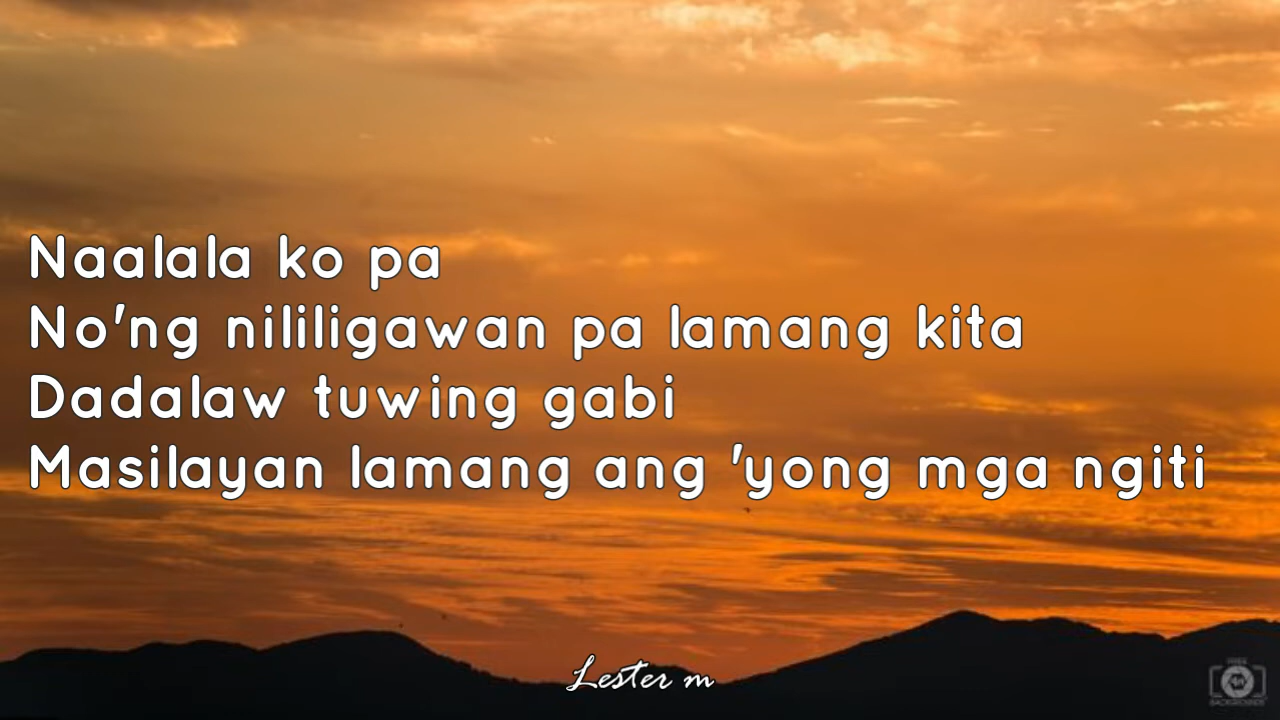 Naalala ko pa
No'ng nililigawan pa lamang kita
Dadalaw tuwing gabi
Masilayan lamang ang 'yong mga ngiti
Lester m
BACKGROUNDS